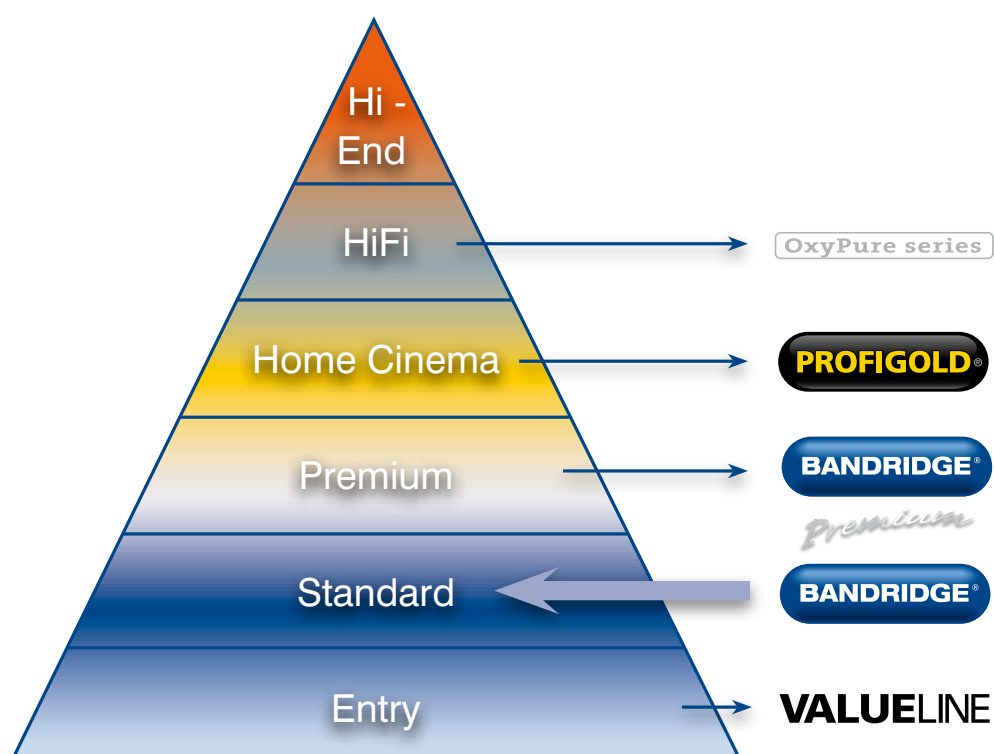 Hi -
End
HiFi
OxyPure series
Home Cinema
PROFIGOLD®
Premium
BANDRIDGE®
Premium
Standard
BANDRIDGE®
Entry
VALUELINE